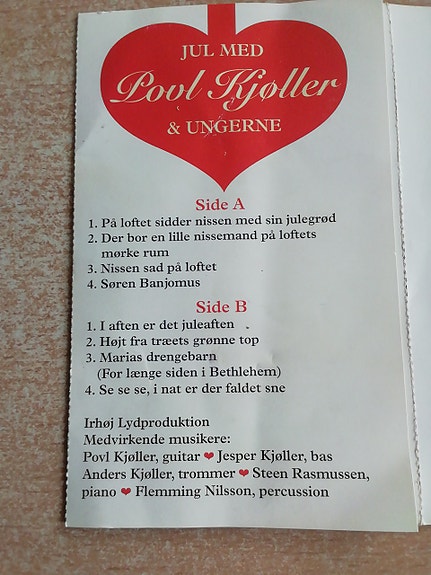 JUL MED
Povl Kjøller
& UNGERNE
Side A
1. På loftet sidder nissen med sin julegrød
2. Der bor en lille nissemand på loftets
mørke rum
3. Nissen sad på loftet
4. Søren Banjomus
Side B
1. I aften er det juleaften
2. Højt fra træets grønne top
3. Marias drengebarn
(For længe siden i Bethlehem)
4. Se se se, i nat er der faldet sne
Irhøj Lydproduktion
Medvirkende musikere:
Povl Kjøller, guitar ❤ Jesper Kjøller, bas
Anders Kjøller, trommer ❤ Steen Rasmussen,
piano ❤ Flemming Nilsson, percussion